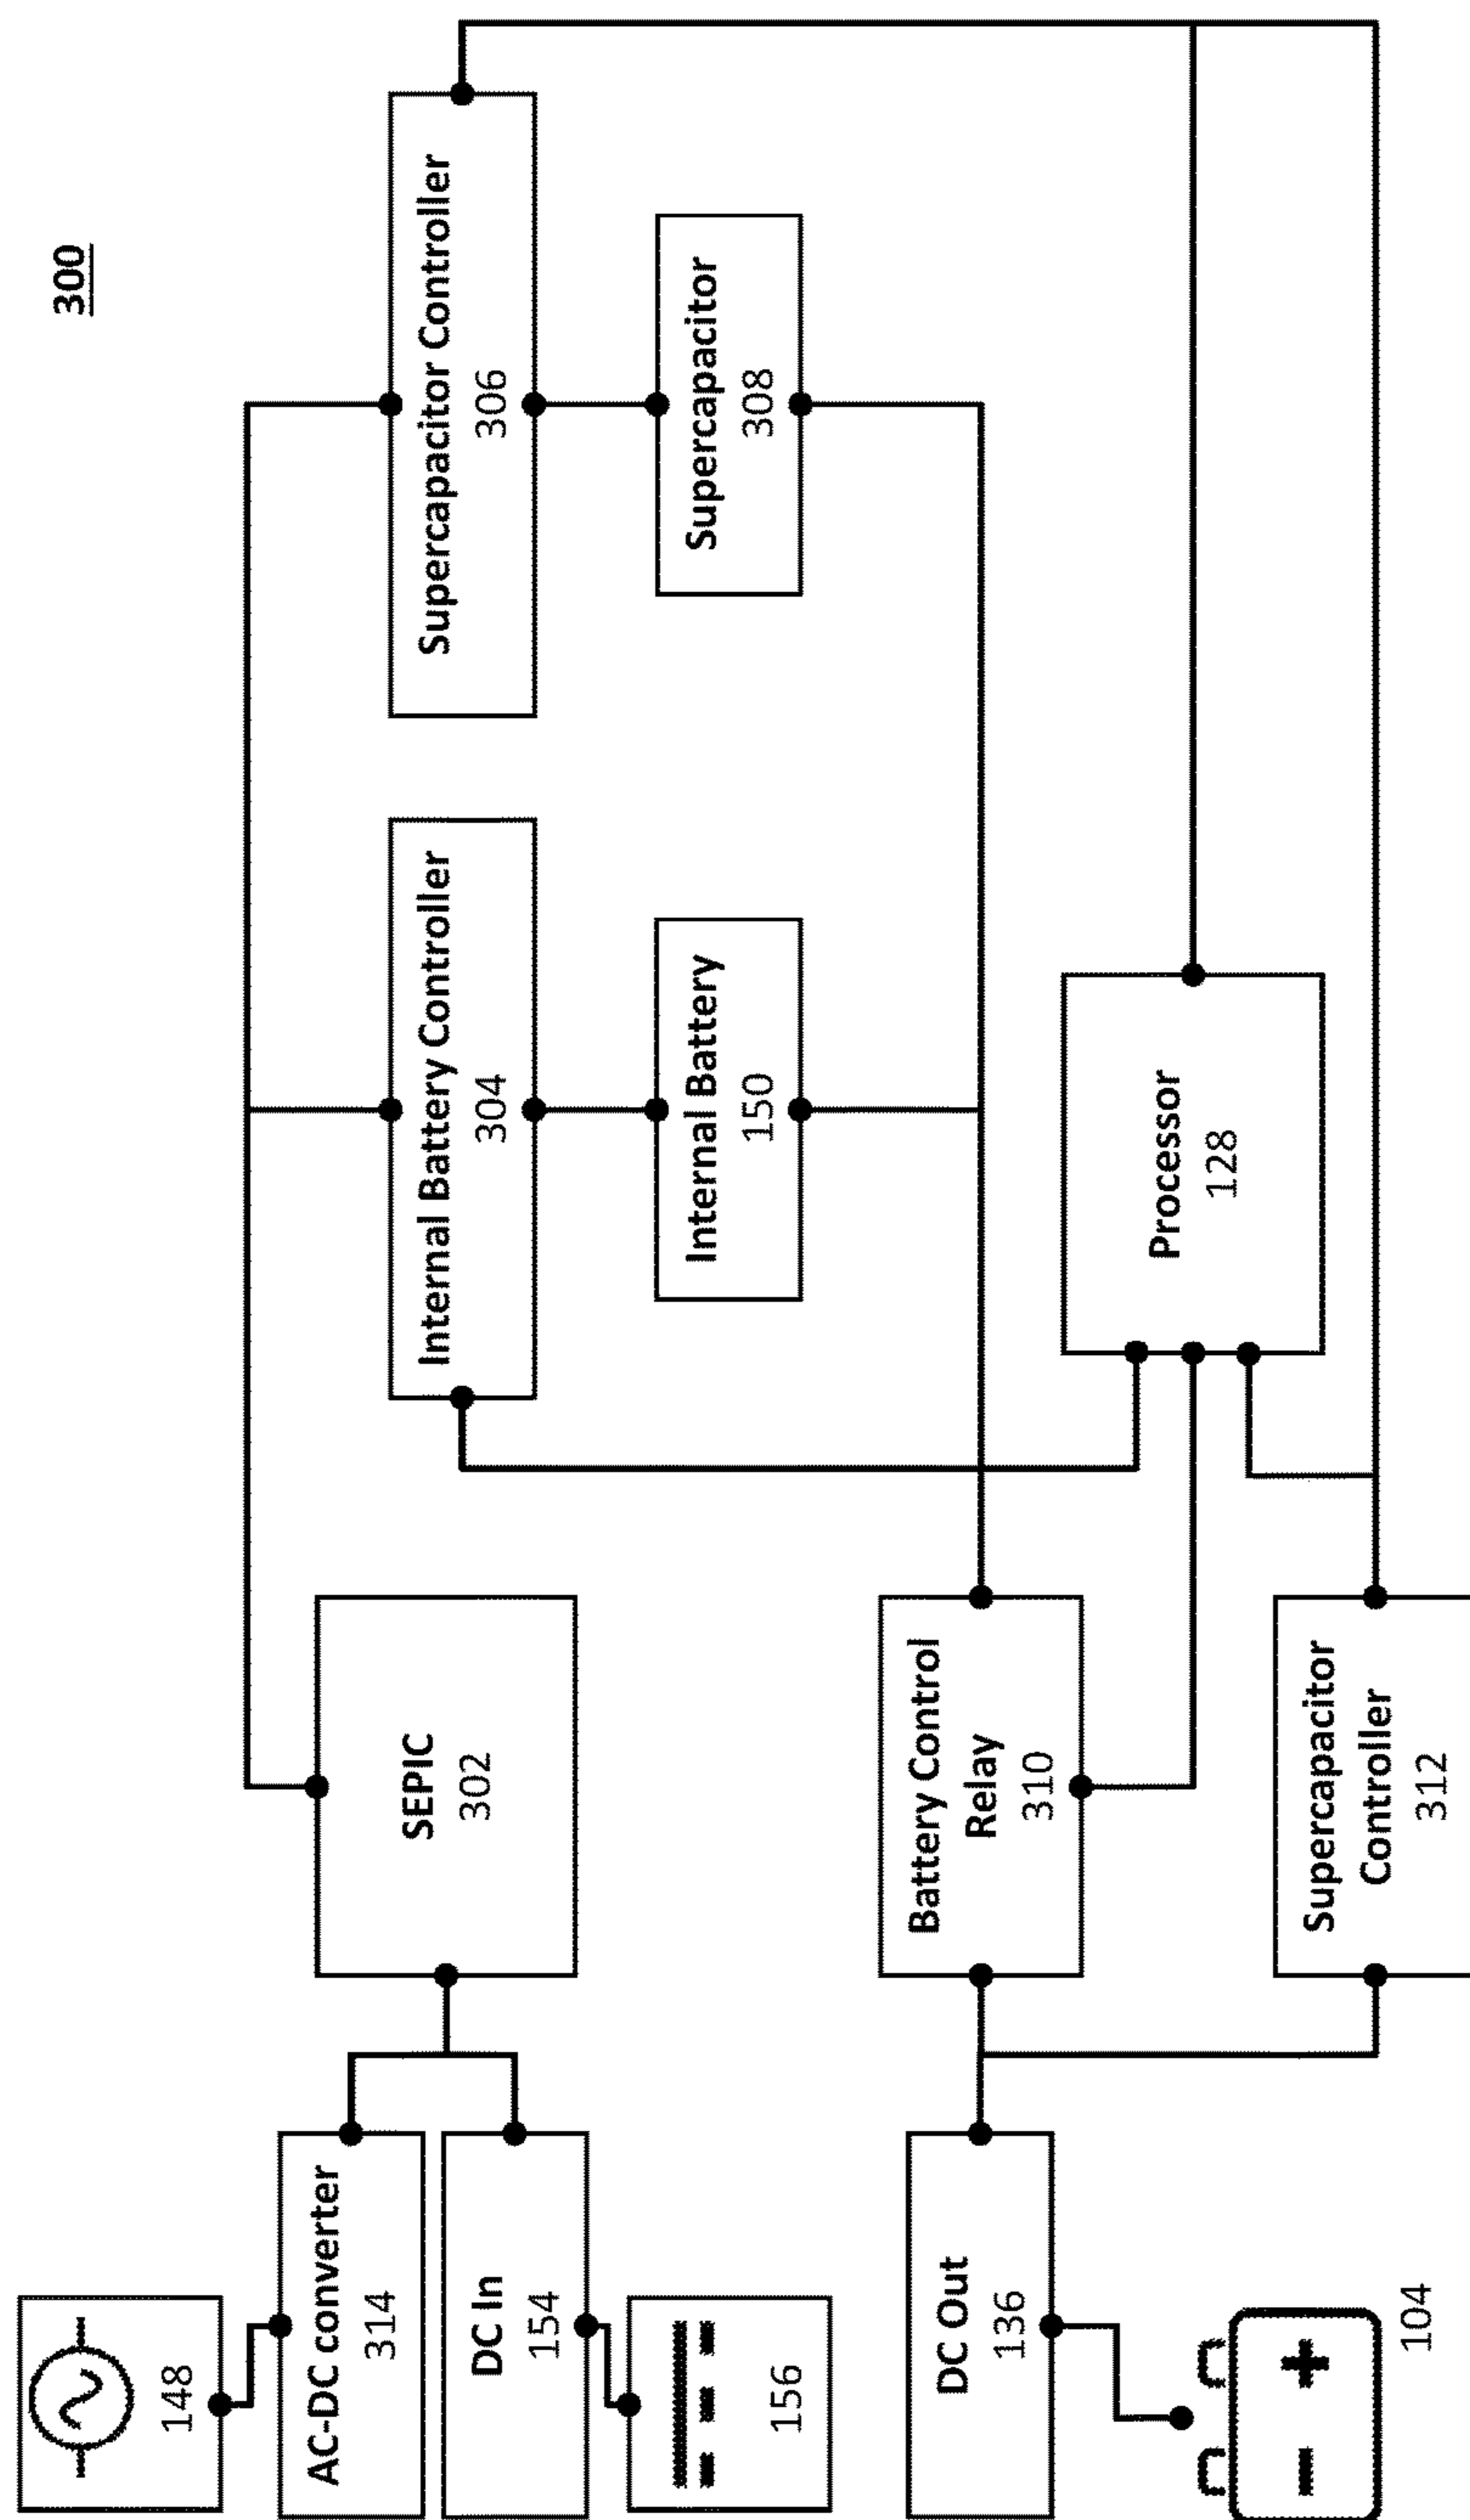 300
148
AC-DC converter
314
DC In
154
156
SEPIC
302
Internal Battery Controller
304
Internal Battery
150
Supercapacitor Controller
306
Supercapacitor
308
DC Out
136
104
Battery Control
Relay
310
Supercapacitor
Controller
312
Processor
128